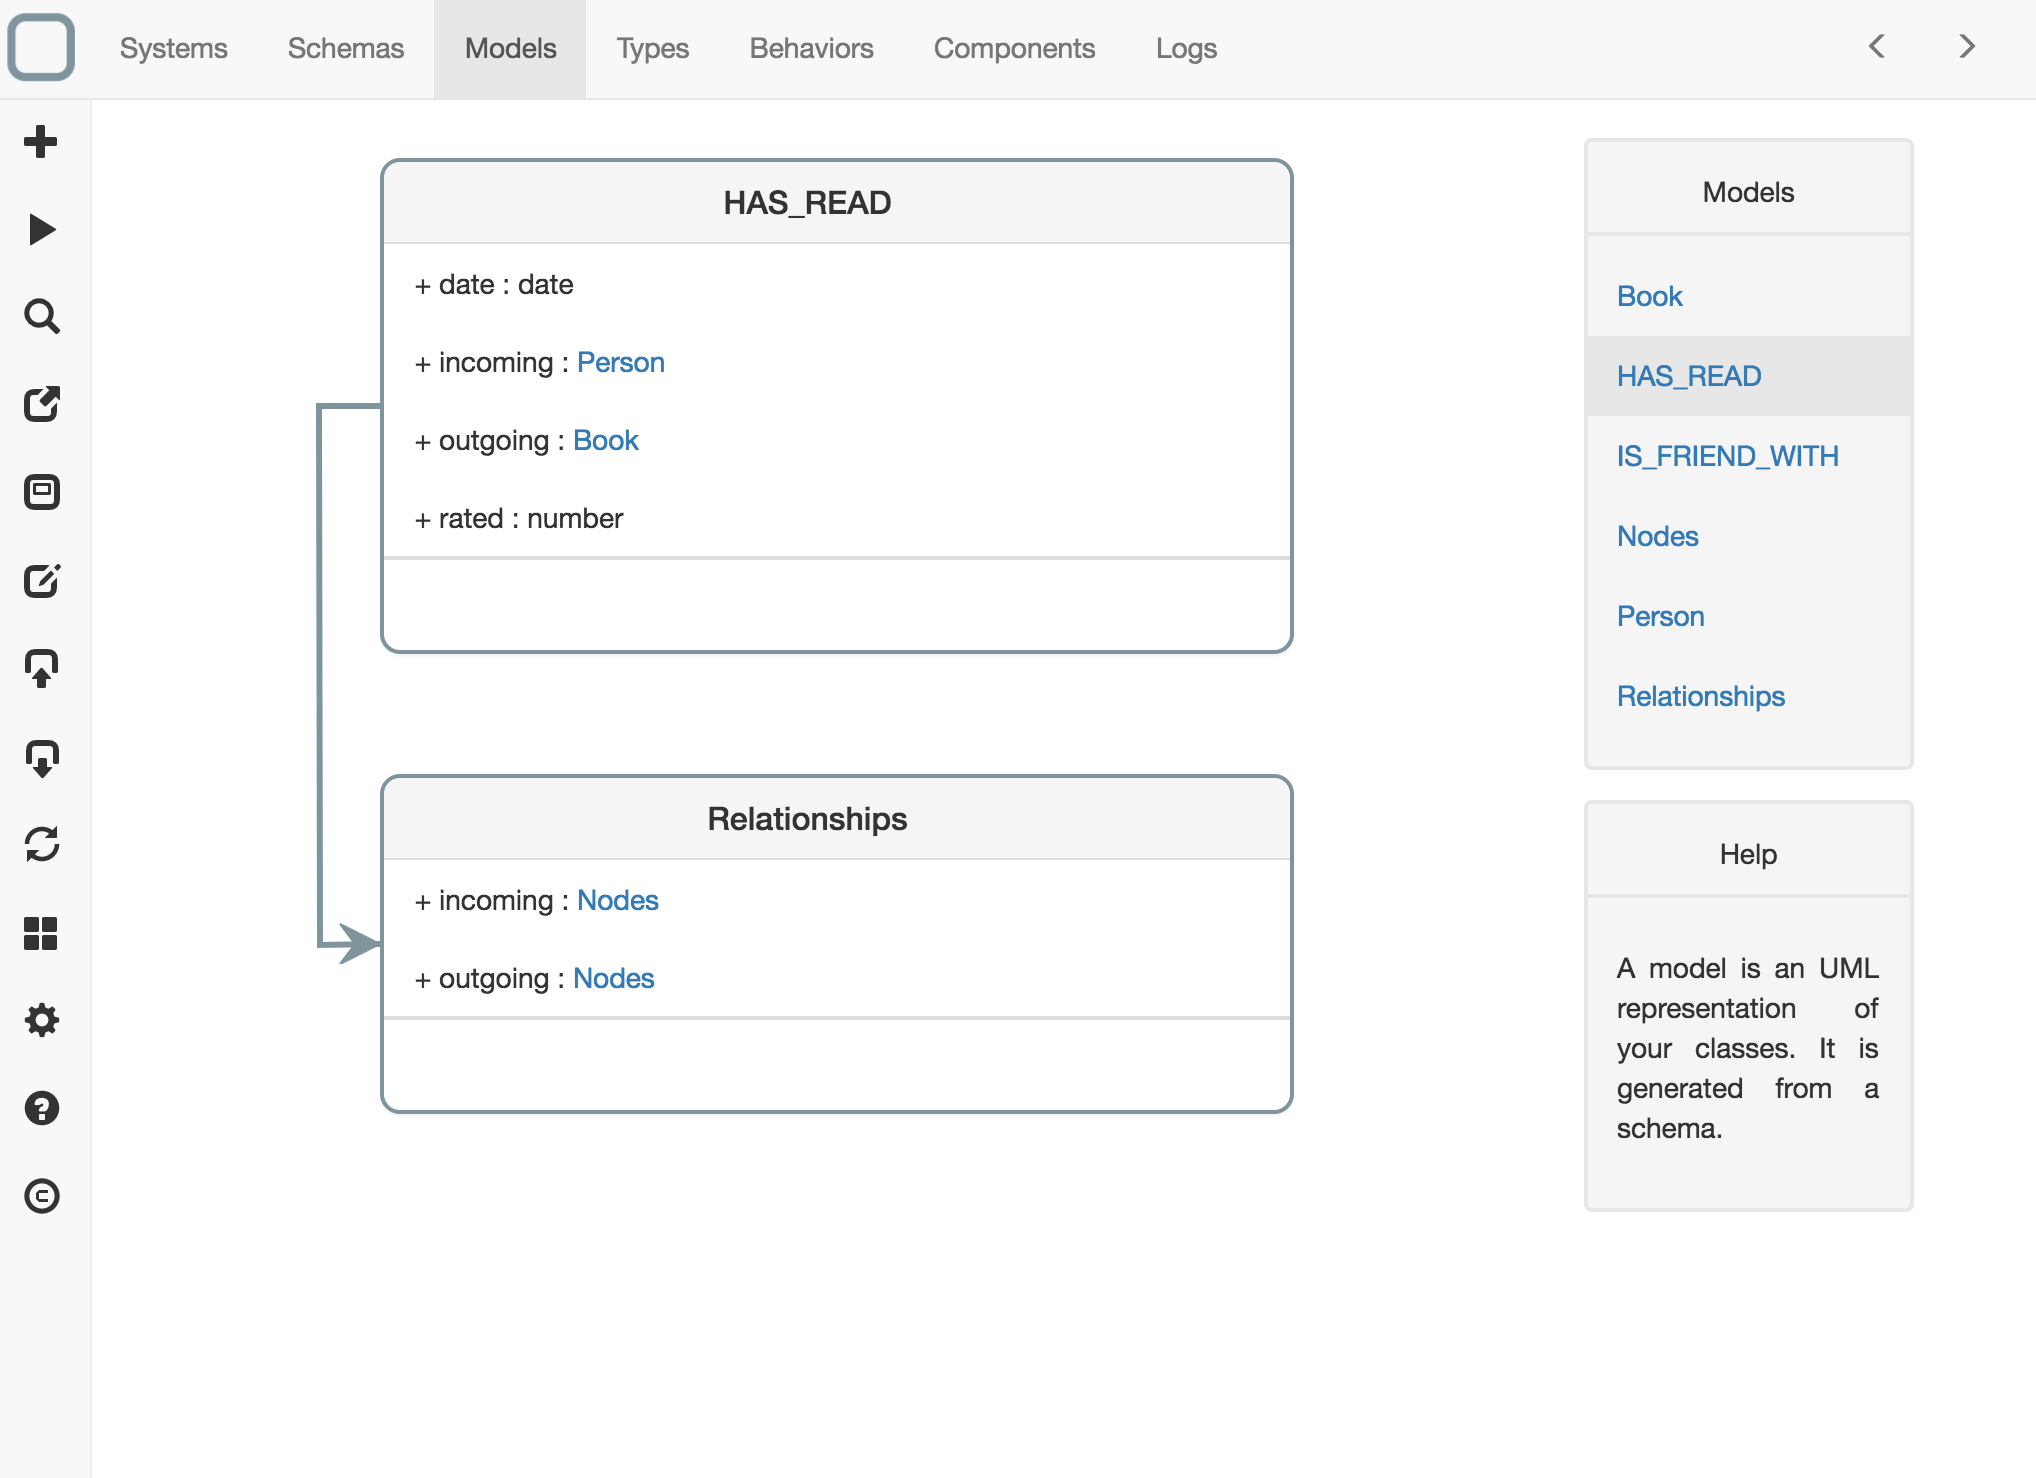 Systems Schemas Models Types Behaviors Components Logs
HAS_READ
+ date : date
+ incoming : Person
+ outgoing : Book
+ rated : number
Relationships
+ incoming : Nodes
+ outgoing : Nodes
Models
Book
HAS_READ
IS_FRIEND_WITH
Nodes
Person
Relationships
Help
A model is an UML
representation of
your classes. It is
generated from a
schema.